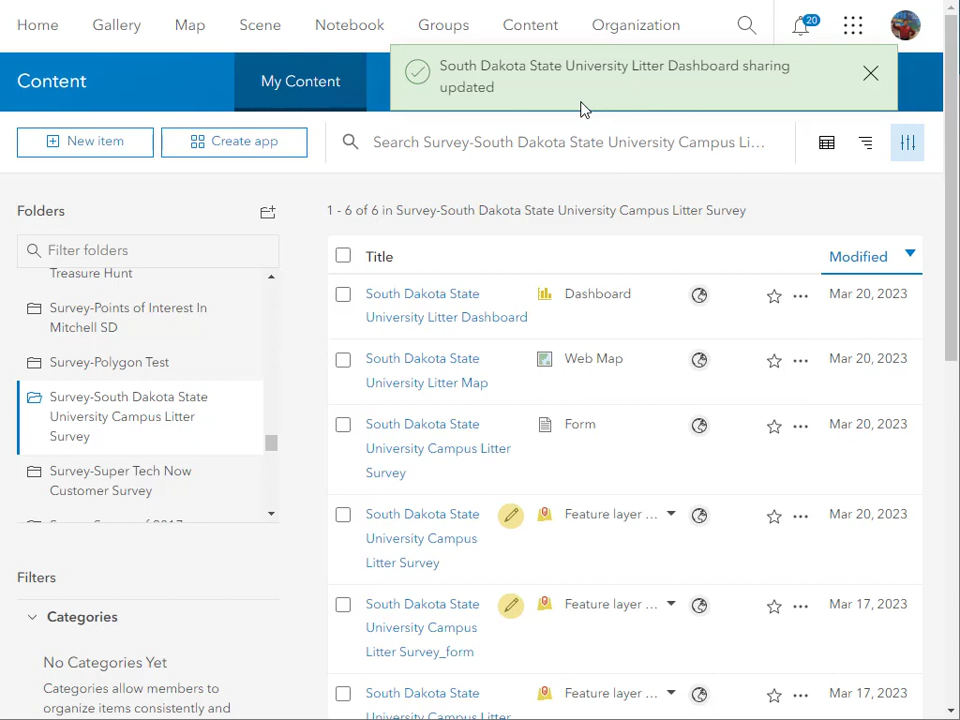 Home
Gallery
Map
Scene
Notebook
Groups
Content
Organization
20
Content
My Content
South Dakota State University Litter Dashboard sharing
updated
New item
Create app
Search Survey-South Dakota State University Campus Li...
Folders
Filter folders
Treasure Hunt
Survey-Points of Interest In
Mitchell SD
Survey-Polygon Test
Survey-South Dakota State
University Campus Litter
Survey
Survey-Super Tech Now
Customer Survey
Filters
Categories
No Categories Yet
Categories allow members to
organize items consistently and
1 - 6 of 6 in Survey-South Dakota State University Campus Litter Survey
Title
Modified
South Dakota State
University Litter Dashboard
Dashboard
Mar 20, 2023
South Dakota State
University Litter Map
Web Map
Mar 20, 2023
South Dakota State
University Campus Litter
Survey
Form
Mar 20, 2023
South Dakota State
University Campus
Litter Survey
Feature layer ...
Mar 20, 2023
South Dakota State
University Campus
Litter Survey_form
Feature layer ...
Mar 17, 2023
South Dakota State
University Campus Litter
Feature layer ...
Mar 17, 2023